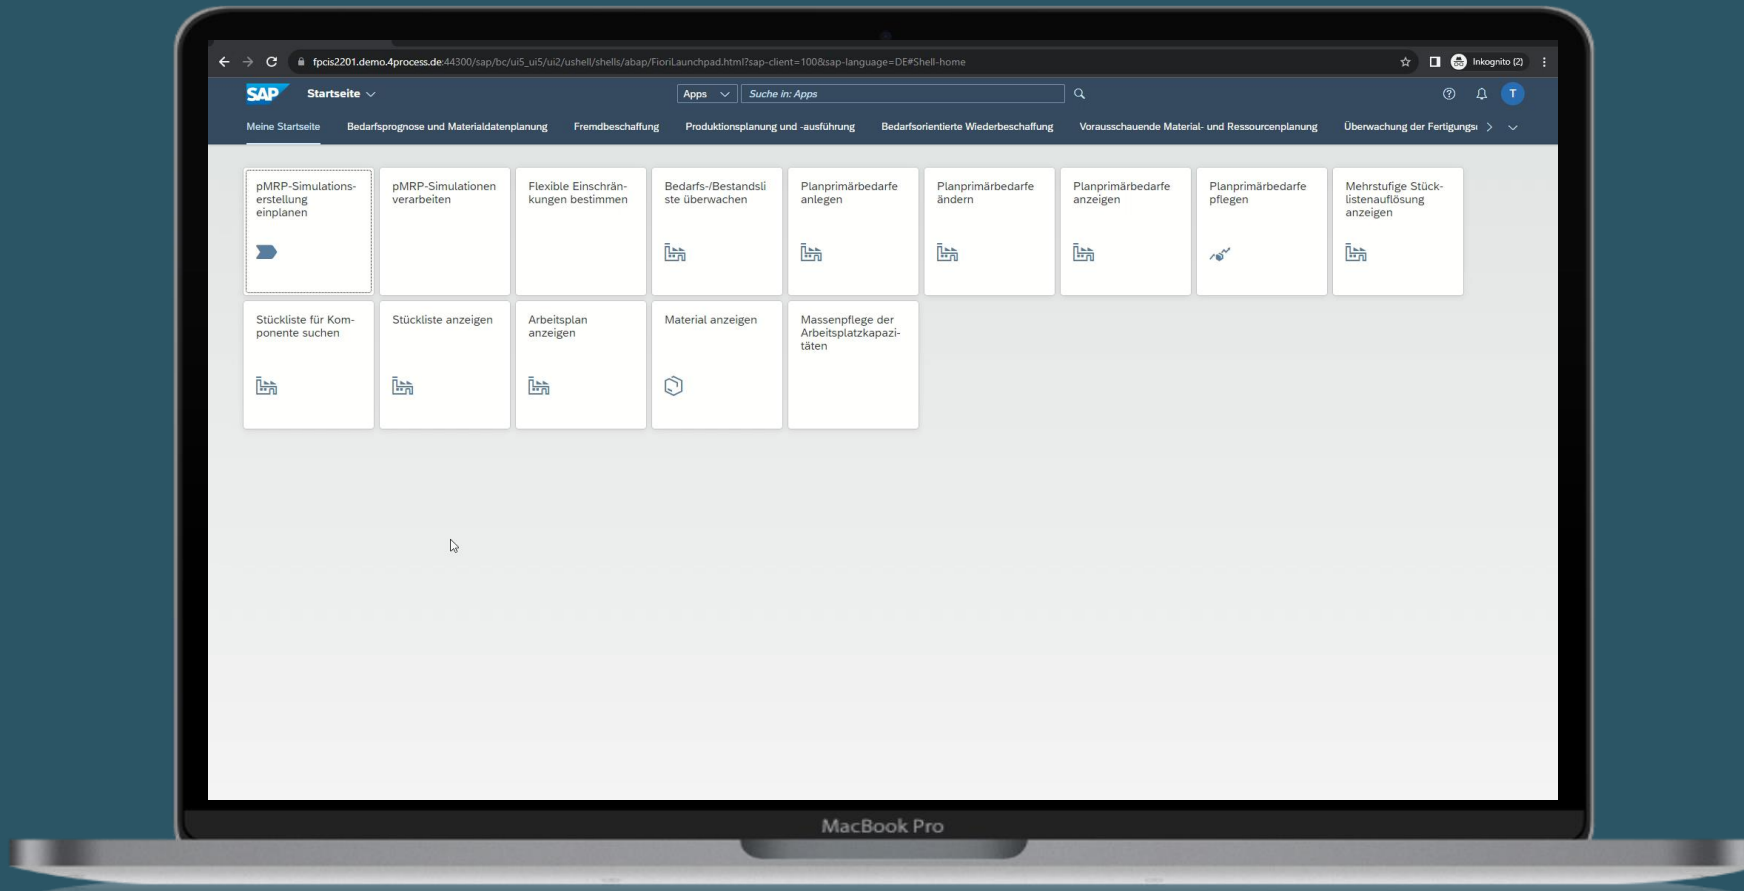 fpcis2201.demo.4process.de:44300/sap/bc/ui5_ui5/ui2/ushell/shells/abap/FioriLaunchpad.html?sap-client=100&sap-language=DE#Shell-home
Inkognito (2)
SAP
Startseite
Apps
Suche in: Apps
T
Meine Startseite
Bedarfsprognose und Materialdatenplanung
Fremdbeschaffung
Produktionsplanung und -ausführung
Bedarfsorientierte Wiederbeschaffung
Vorausschauende Material- und Ressourcenplanung
Überwachung der Fertigungs
pMRP-Simulations-
erstellung
einplanen
pMRP-Simulationen
verarbeiten
Flexible Einschrän-
kungen bestimmen
Bedarfs-/Bestandsli
ste überwachen
Planprimärbedarfe
anlegen
Planprimärbedarfe
ändern
Planprimärbedarfe
anzeigen
Planprimärbedarfe
pflegen
Mehrstufige Stück-
listenauflösung
anzeigen
Stückliste für Kom-
ponente suchen
Stückliste anzeigen
Arbeitsplan
anzeigen
Material anzeigen
Massenpflege der
Arbeitsplatzkapazi-
täten
MacBook Pro